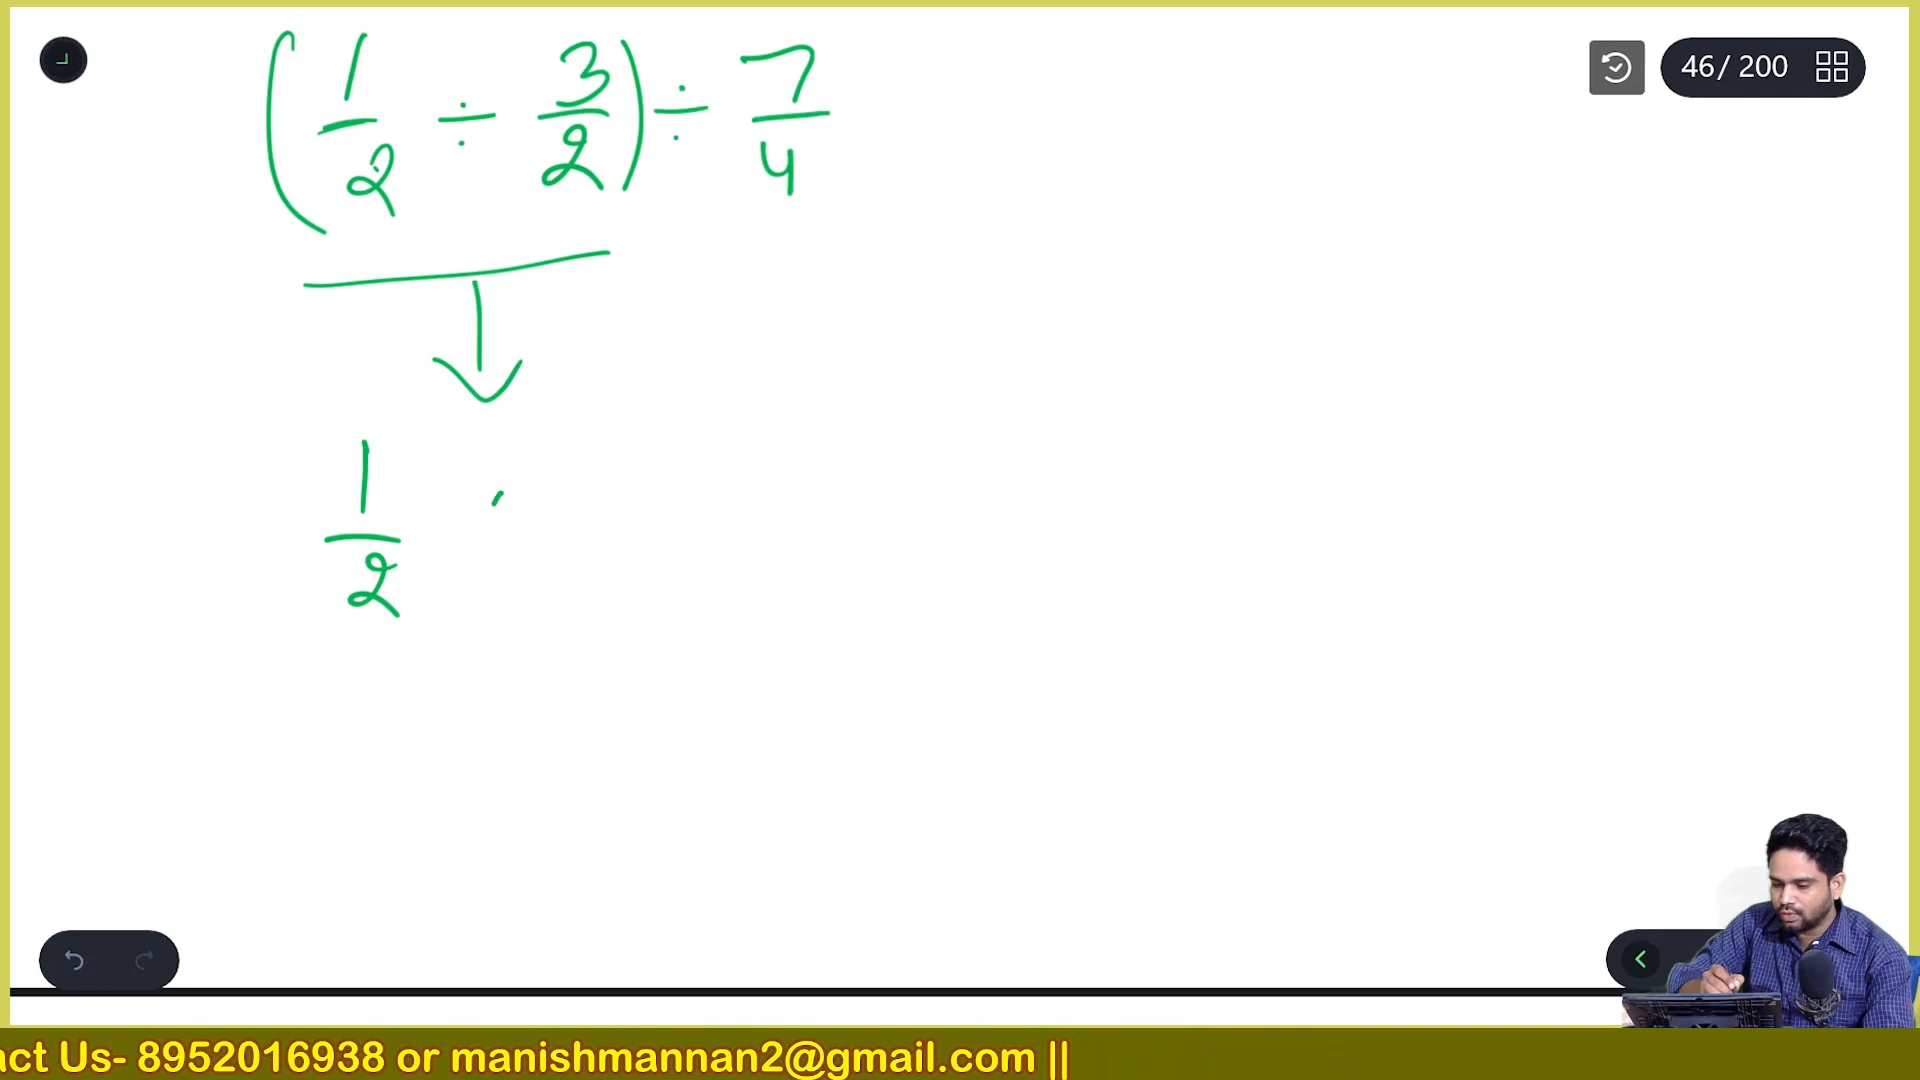 46/ 200
(1/2 ÷ 3/2) ÷ 7/4
1/2
act Us- 8952016938 or manishmannan2@gmail.com ||